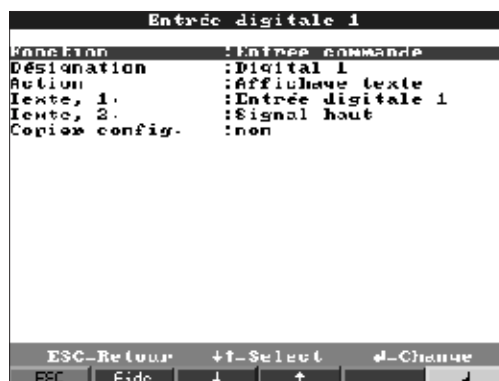 Entrée digitale 1
Fonction :Entrée commande
Désignation :Digital 1
Action :Affichage texte
Texte, 1. :Entrée digitale 1
Texte, 2. :Signal haut
Copier config. :non
ESC-Retour ↓↑-Select ↲-Change
ESC Aide ↓ ↑ ↲